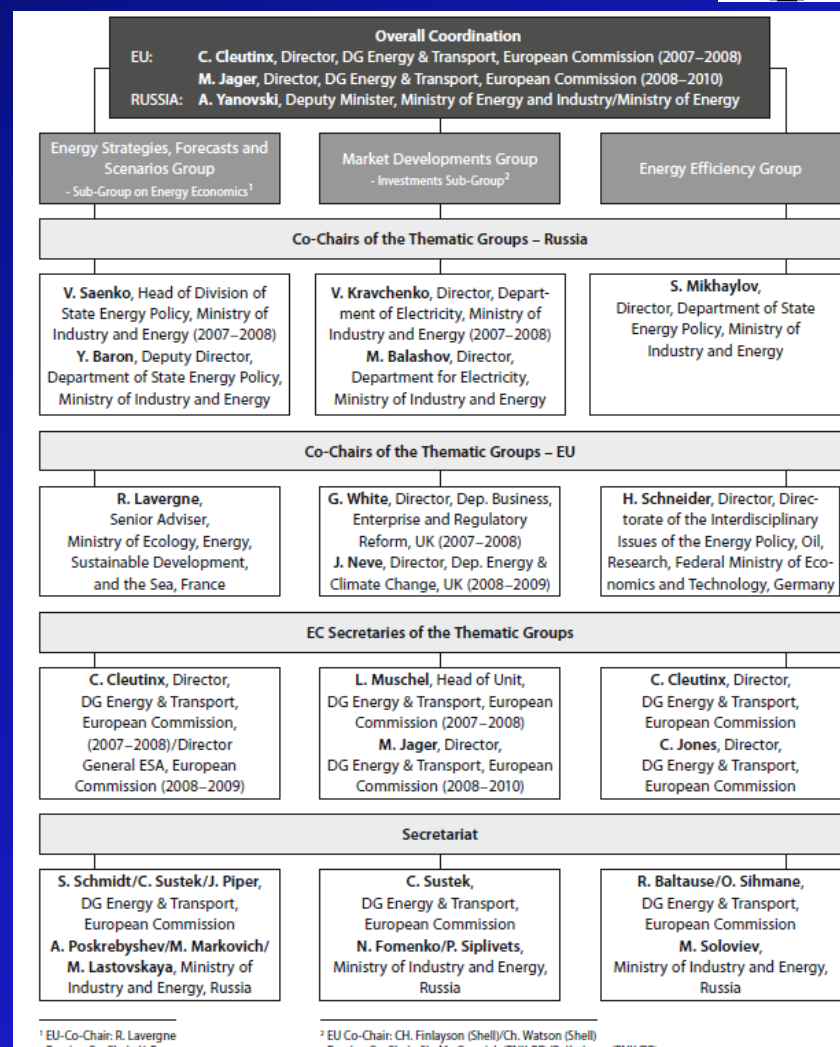 Overall Coordination
EU: C. Cleutinx, Director, DG Energy & Transport, European Commission (2007–2008)
M. Jager, Director, DG Energy & Transport, European Commission (2008–2010)
RUSSIA: A. Yanovski, Deputy Minister, Ministry of Energy and Industry/Ministry of Energy
Energy Strategies, Forecasts and
Scenarios Group
- Sub-Group on Energy Economics¹
Market Developments Group
- Investments Sub-Group²
Energy Efficiency Group
Co-Chairs of the Thematic Groups – Russia
V. Saenko, Head of Division of
State Energy Policy, Ministry of
Industry and Energy (2007–2008)
Y. Baron, Deputy Director,
Department of State Energy Policy,
Ministry of Industry and Energy
V. Kravchenko, Director, Depart-
ment of Electricity, Ministry of
Industry and Energy (2007–2008)
M. Balashov, Director,
Department for Electricity,
Ministry of Industry and Energy
S. Mikhaylov,
Director, Department of State
Energy Policy, Ministry of
Industry and Energy
Co-Chairs of the Thematic Groups – EU
R. Lavergne,
Senior Adviser,
Ministry of Ecology, Energy,
Sustainable Development,
and the Sea, France
G. White, Director, Dep. Business,
Enterprise and Regulatory
Reform, UK (2007–2008)
J. Neve, Director, Dep. Energy &
Climate Change, UK (2008–2009)
H. Schneider, Director, Direc-
torate of the Interdisciplinary
Issues of the Energy Policy, Oil,
Research, Federal Ministry of Eco-
nomics and Technology, Germany
EC Secretaries of the Thematic Groups
C. Cleutinx, Director,
DG Energy & Transport,
European Commission,
(2007–2008)/Director
General ESA, European
Commission (2008–2009)
L. Muschel, Head of Unit,
DG Energy & Transport, European
Commission (2007–2008)
M. Jager, Director,
DG Energy & Transport, European
Commission (2008–2010)
C. Cleutinx, Director,
DG Energy & Transport,
European Commission
C. Jones, Director,
DG Energy & Transport,
European Commission
Secretariat
S. Schmidt/C. Sustek/J. Piper,
DG Energy & Transport,
European Commission
A. Poskrebyshev/M. Markovich/
M. Lastovskaya, Ministry of
Industry and Energy, Russia
C. Sustek,
DG Energy & Transport,
European Commission
N. Fomenko/P. Siplivets,
Ministry of Industry and Energy,
Russia
R. Baltause/O. Sihmane,
DG Energy & Transport,
European Commission
M. Soloviev,
Ministry of Industry and Energy,
Russia
¹ EU-Co-Chair: R. Lavergne
² EU Co-Chair: CH. Finlayson (Shell)/Ch. Watson (Shell)